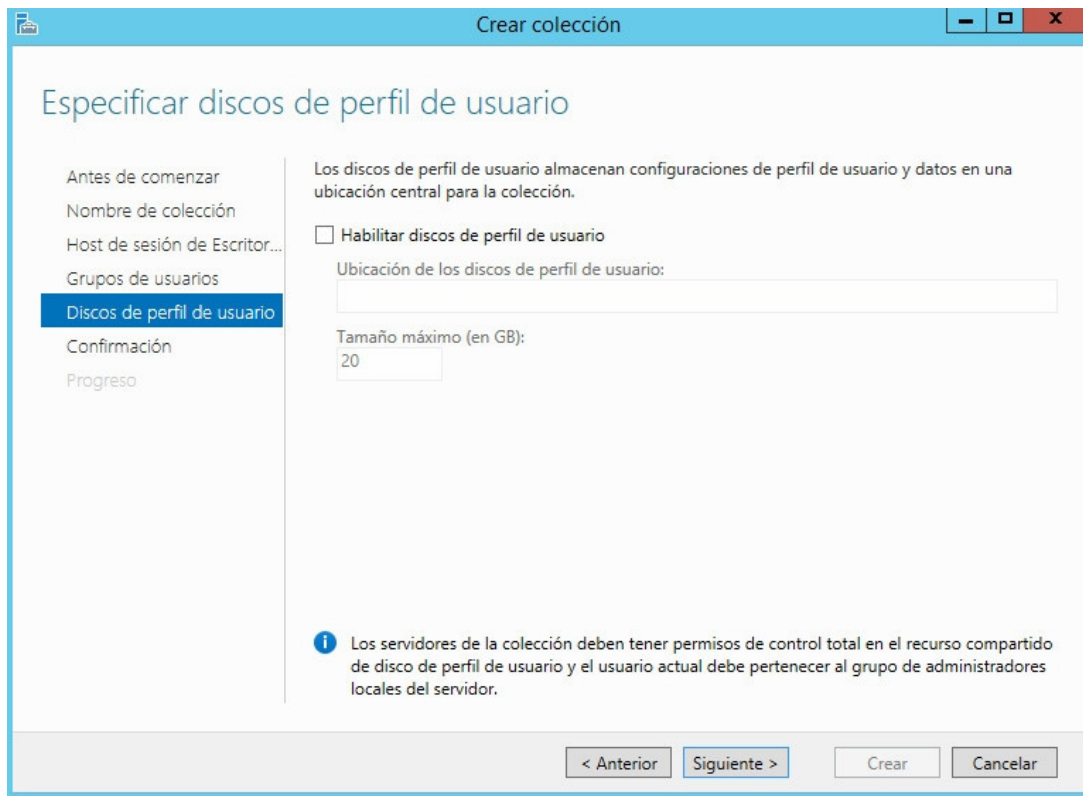 Crear colección
Especificar discos de perfil de usuario
Antes de comenzar
Nombre de colección
Host de sesión de Escritor...
Grupos de usuarios
Discos de perfil de usuario
Confirmación
Progreso
Los discos de perfil de usuario almacenan configuraciones de perfil de usuario y datos en una
ubicación central para la colección.
Habilitar discos de perfil de usuario
Ubicación de los discos de perfil de usuario:
Tamaño máximo (en GB):
20
Los servidores de la colección deben tener permisos de control total en el recurso compartido
de disco de perfil de usuario y el usuario actual debe pertenecer al grupo de administradores
locales del servidor.
< Anterior
Siguiente >
Crear
Cancelar